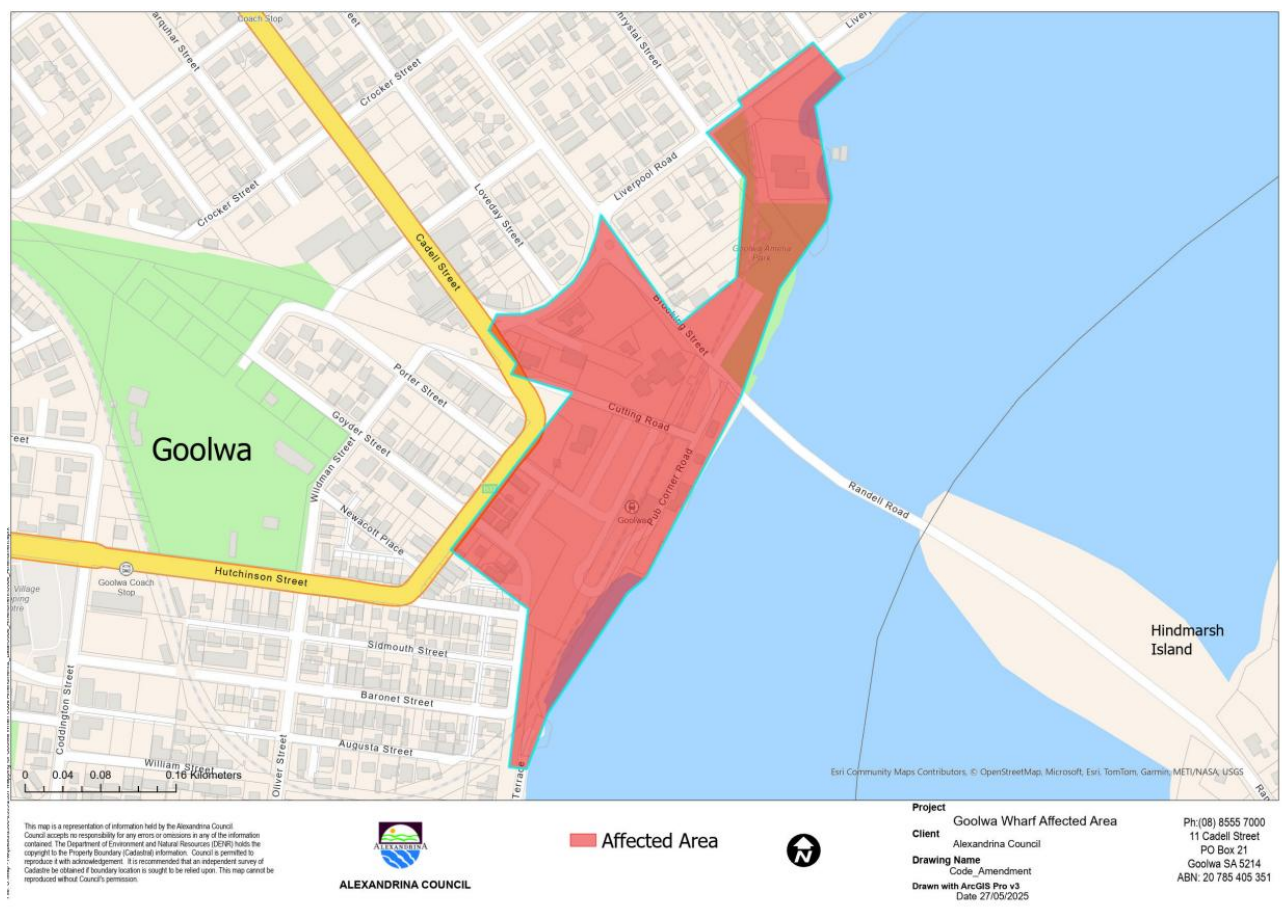 Coach Stop
arquhar Street
Crocker Street
hrystal Street
Liverp
Crocker Street
Loveday Street
Liverpool Road
Cadell Street
Goolwa Amma
Park
Brocking Street
Porter Street
Goyder Street
Cutting Road
Goolwa
Wildman Street
Newacott Place
Goolwa
Pub Corner Road
Randell Road
Hutchinson Street
Goolwa Coach
Stop
Village
Hindmarsh
Island
Sidmouth Street
Baronet Street
Coddington Street
Oliver Street
Augusta Street
William Street
Terrace
0 0.04 0.08 0.16 Kilometers
Esri Community Maps Contributors, © OpenStreetMap, Microsoft, Esri, TomTom, Garmin, METI/NASA, USGS
This map is a representation of information held by the Alexandrina Council.
Council accepts no responsibility for any errors or omissions in any of the information
contained. The Department of Environment and Natural Resources (DENR) holds the
copyright to the Property Boundary (Cadastral) information. Council is permitted to
reproduce it with acknowledgement. It is recommended that an independent survey of
Cadastre be obtained if boundary location is sought to be relied upon. This map cannot be
reproduced without Council's permission.
ALEXANDRINA
ALEXANDRINA COUNCIL
Affected Area
N
Project
Goolwa Wharf Affected Area
Client
Alexandrina Council
Drawing Name
Code_Amendment
Drawn with ArcGIS Pro v3
Date 27/05/2025
Ph:(08) 8555 7000
11 Cadell Street
PO Box 21
Goolwa SA 5214
ABN: 20 785 405 351